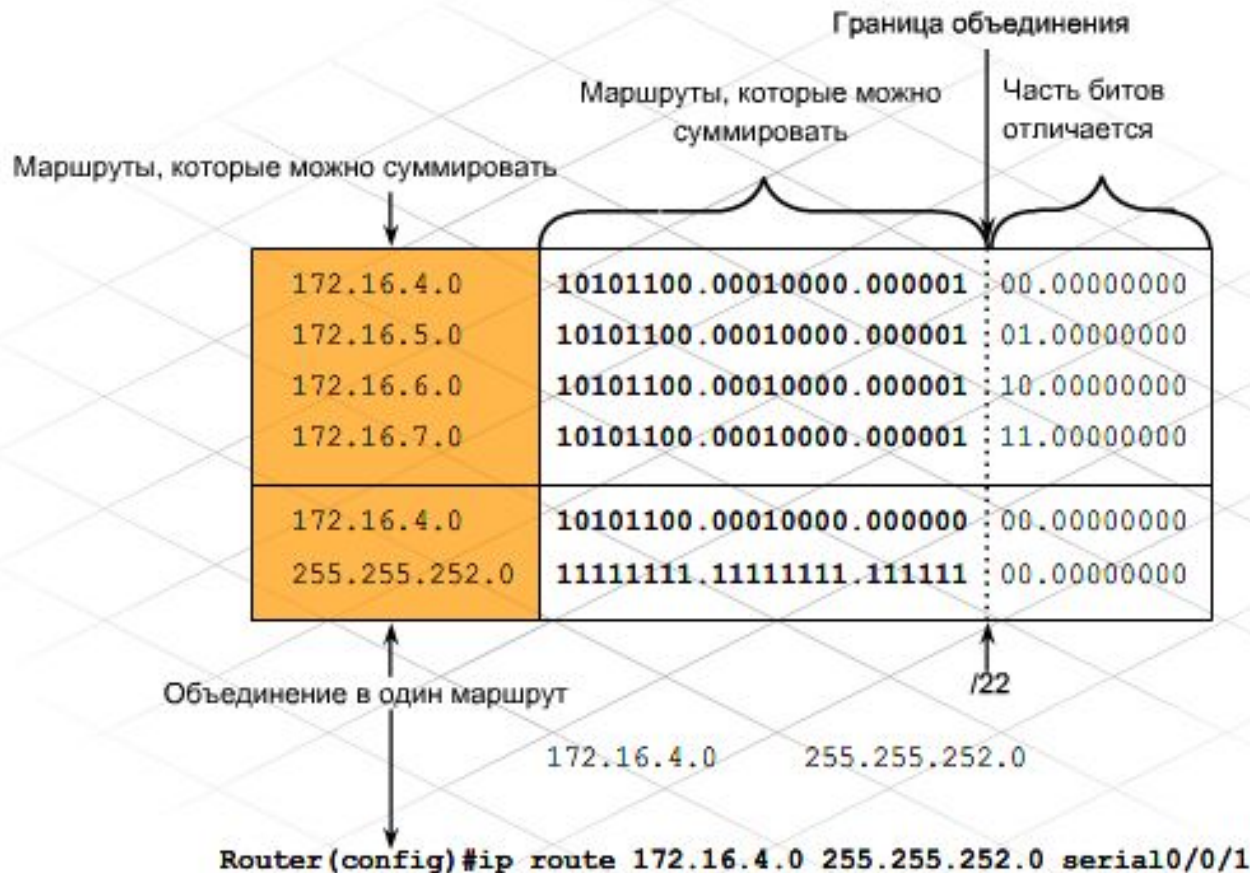 Граница объединения
Маршруты, которые можно
суммировать
Часть битов
отличается
Маршруты, которые можно суммировать
172.16.4.0 10101100.00010000.000001 00.00000000
172.16.5.0 10101100.00010000.000001 01.00000000
172.16.6.0 10101100.00010000.000001 10.00000000
172.16.7.0 10101100.00010000.000001 11.00000000
172.16.4.0 10101100.00010000.000000 00.00000000
255.255.252.0 11111111.11111111.111111 00.00000000
Объединение в один маршрут
/22
172.16.4.0 255.255.252.0
Router(config)#ip route 172.16.4.0 255.255.252.0 serial0/0/1